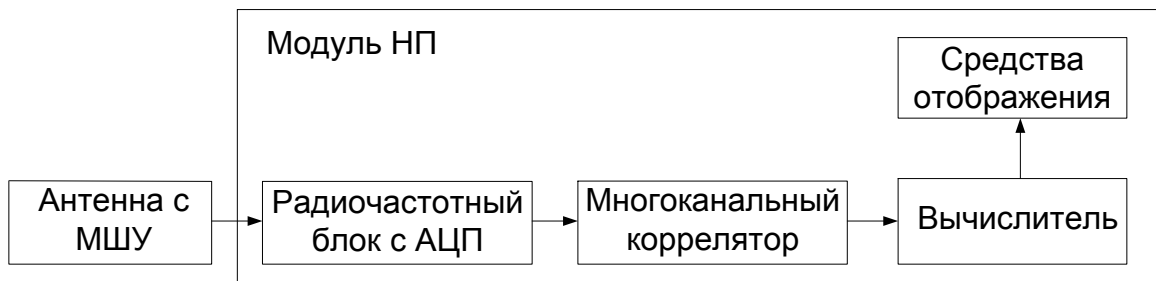 Модуль НП
Средства
отображения
Антенна с
МШУ
Радиочастотный
блок с АЦП
Многоканальный
коррелятор
Вычислитель